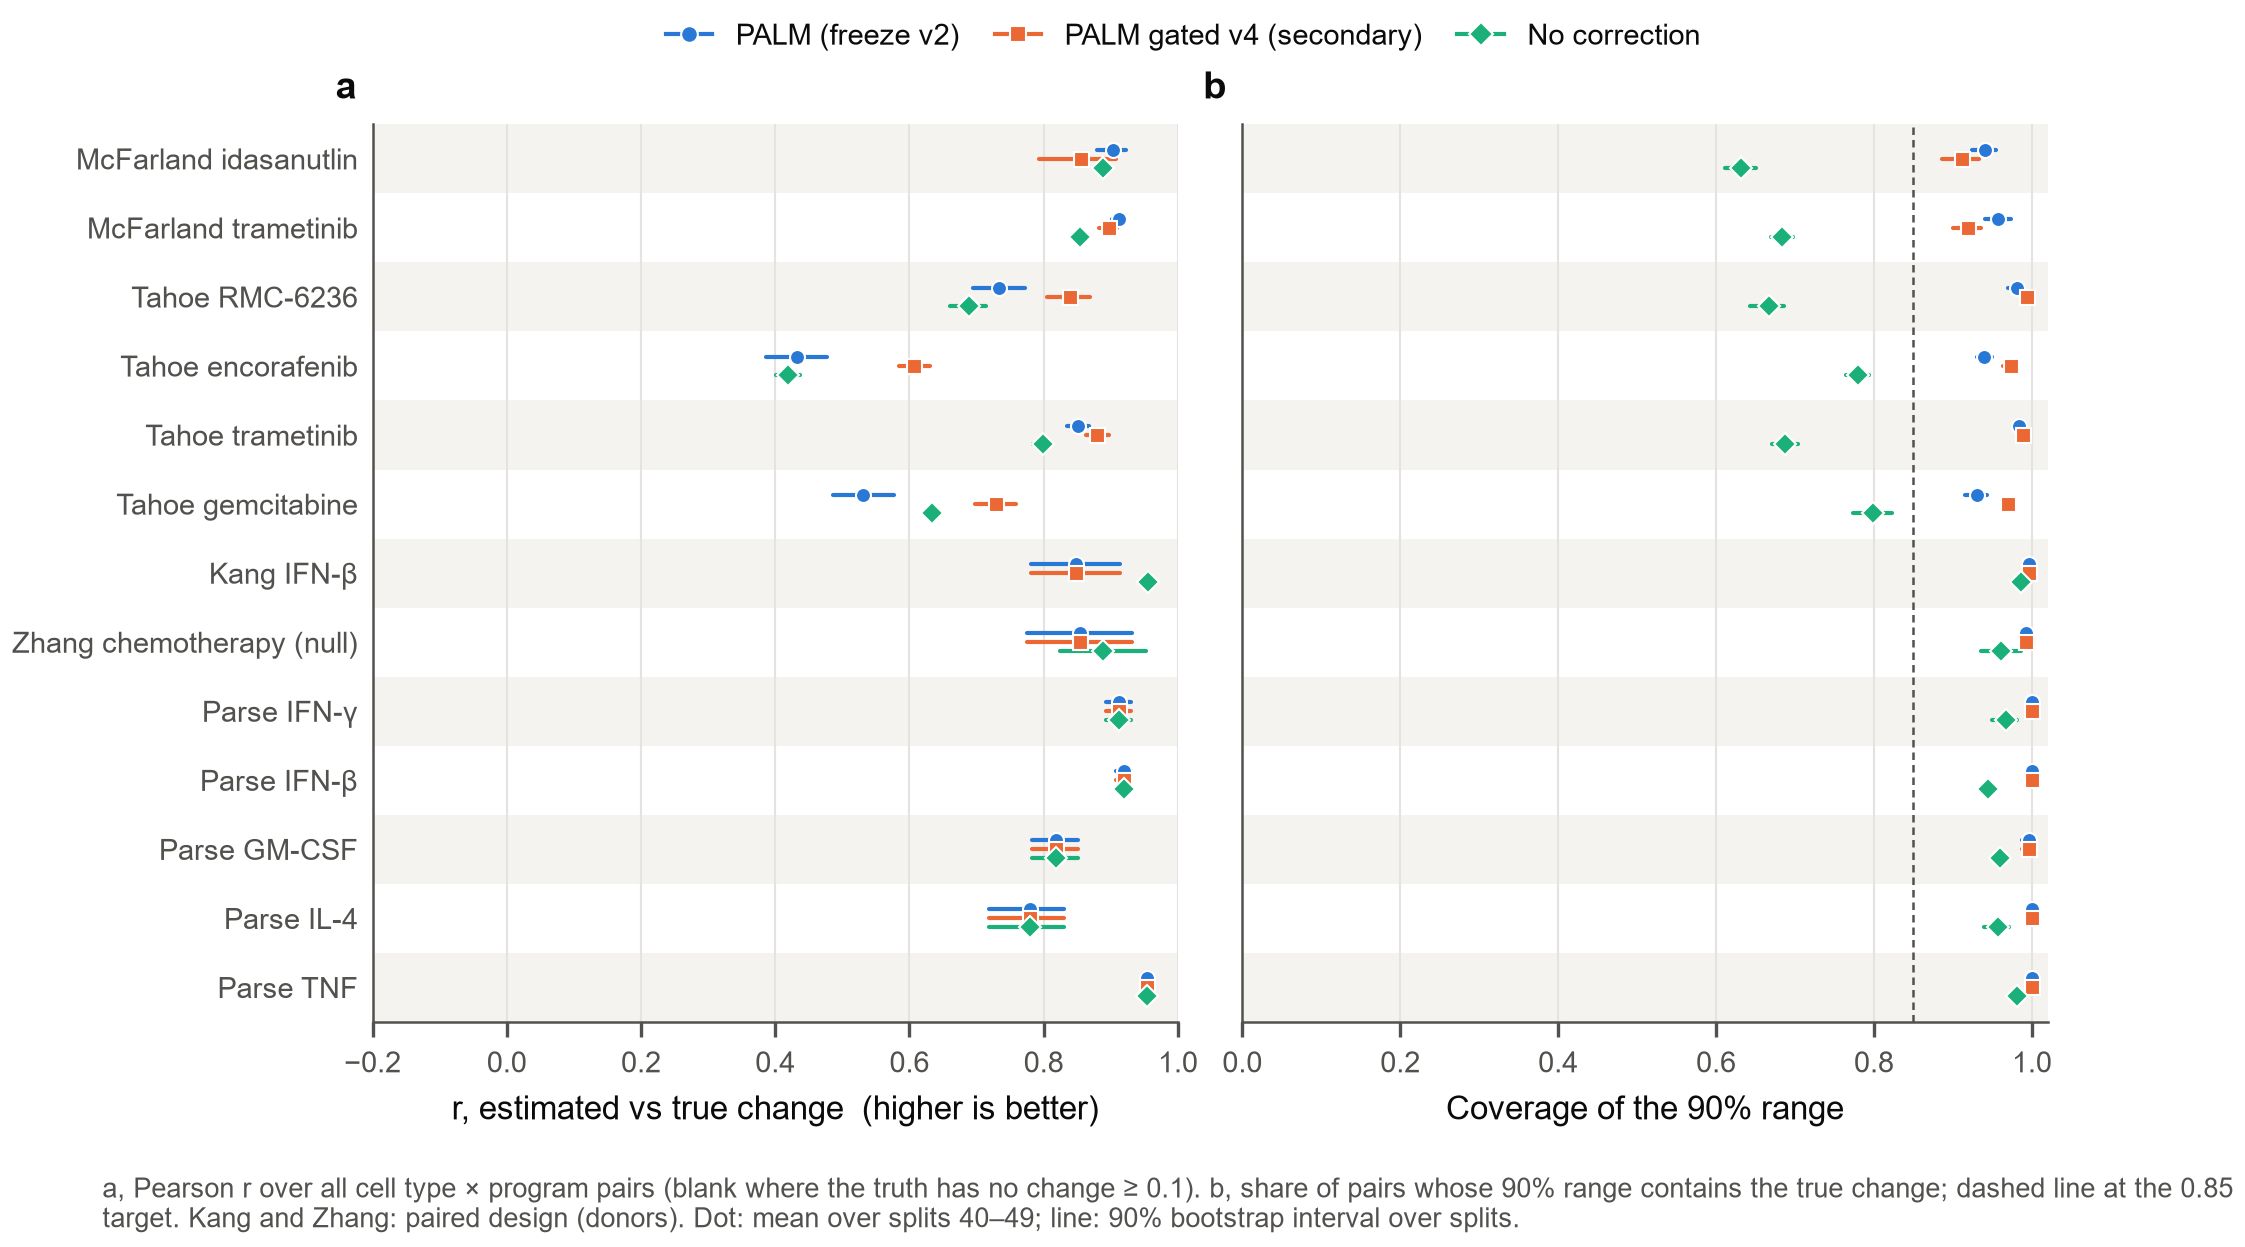 PALM (freeze v2) PALM gated v4 (secondary) No correction
a b
McFarland idasanutlin
McFarland trametinib
Tahoe RMC-6236
Tahoe encorafenib
Tahoe trametinib
Tahoe gemcitabine
Kang IFN-β
Zhang chemotherapy (null)
Parse IFN-γ
Parse IFN-β
Parse GM-CSF
Parse IL-4
Parse TNF
−0.2 0.0 0.2 0.4 0.6 0.8 1.0 0.0 0.2 0.4 0.6 0.8 1.0
r, estimated vs true change (higher is better) Coverage of the 90% range
a, Pearson r over all cell type × program pairs (blank where the truth has no change ≥ 0.1). b, share of pairs whose 90% range contains the true change; dashed line at the 0.85
target. Kang and Zhang: paired design (donors). Dot: mean over splits 40–49; line: 90% bootstrap interval over splits.